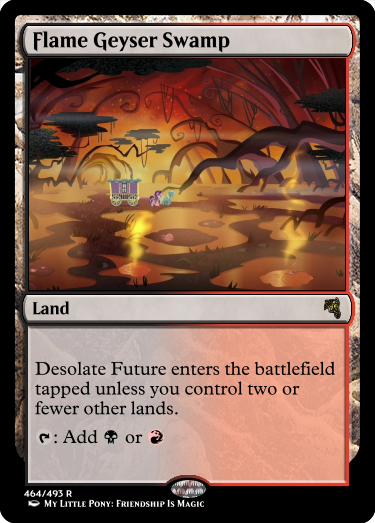 Flame Geyser Swamp
Land
Desolate Future enters the battlefield
tapped unless you control two or
fewer other lands.
: Add or
464/493 R
My Little Pony: Friendship Is Magic